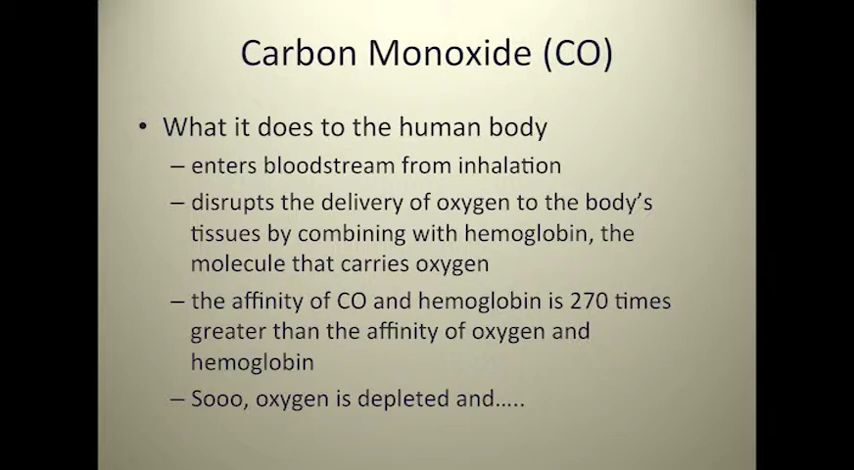 Carbon Monoxide (CO)
• What it does to the human body
– enters bloodstream from inhalation
– disrupts the delivery of oxygen to the body’s
tissues by combining with hemoglobin, the
molecule that carries oxygen
– the affinity of CO and hemoglobin is 270 times
greater than the affinity of oxygen and
hemoglobin
– Sooo, oxygen is depleted and…..